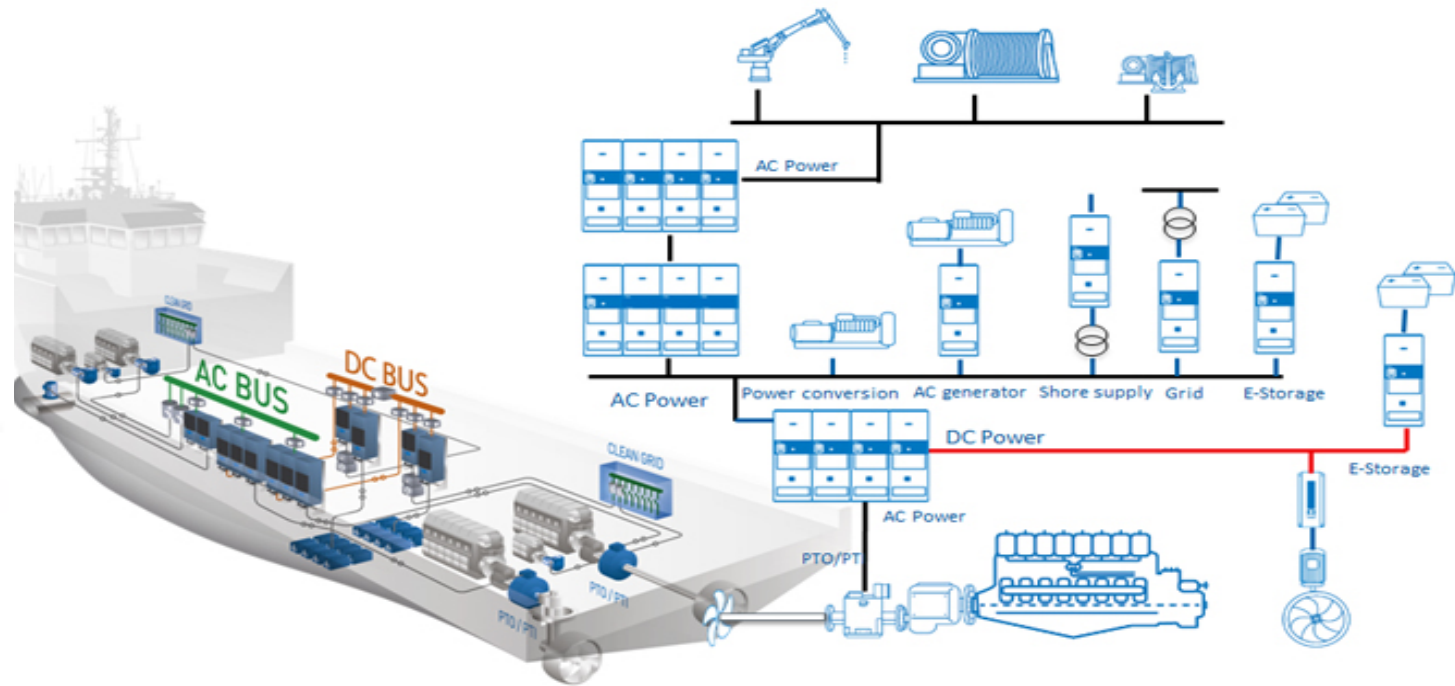 AC Power
CLEAN GRID
DC BUS
AC BUS
AC Power
Power conversion
AC generator
Shore supply
Grid
E-Storage
DC Power
E-Storage
CLEAN GRID
AC Power
PTO/PT
PTO / PTI
PTO / PTI